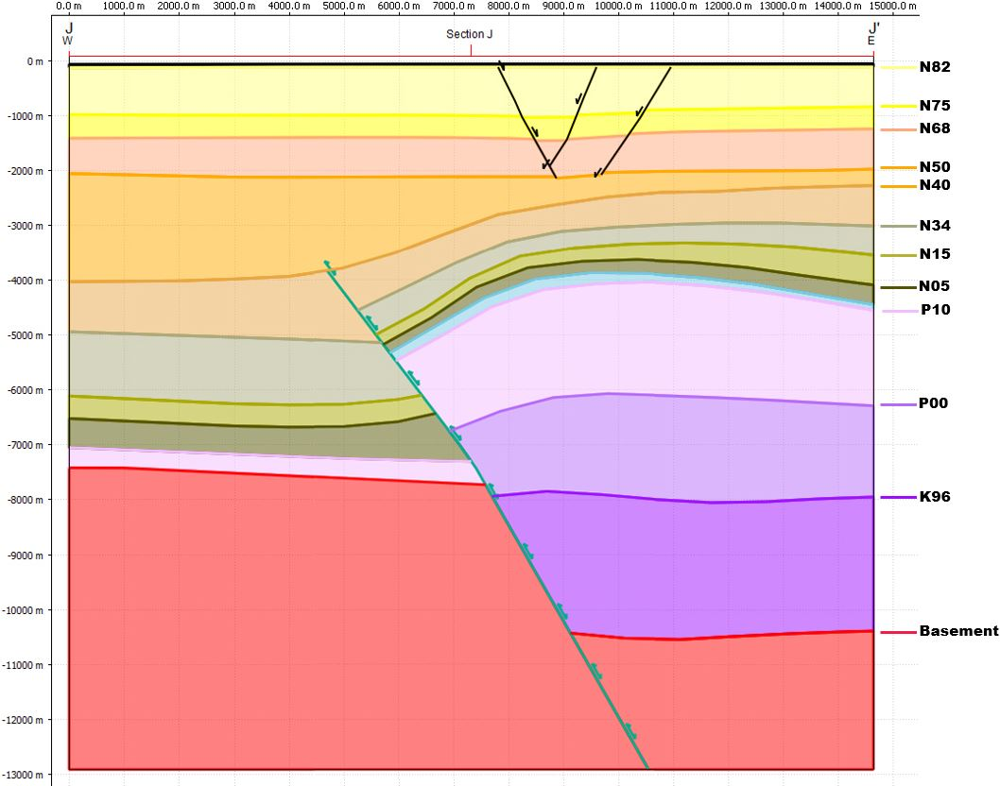 0.0 m 1000.0 m 2000.0 m 3000.0 m 4000.0 m 5000.0 m 6000.0 m 7000.0 m 8000.0 m 9000.0 m 10000.0 m 11000.0 m 12000.0 m 13000.0 m 14000.0 m 15000.0 m
J J'
W Section J E
0 m
N82
N75
-1000 m
N68
N50
-2000 m
N40
-3000 m
N34
N15
-4000 m
N05
P10
-5000 m
-6000 m
P00
-7000 m
K96
-8000 m
-9000 m
-10000 m
Basement
-11000 m
-12000 m
-13000 m